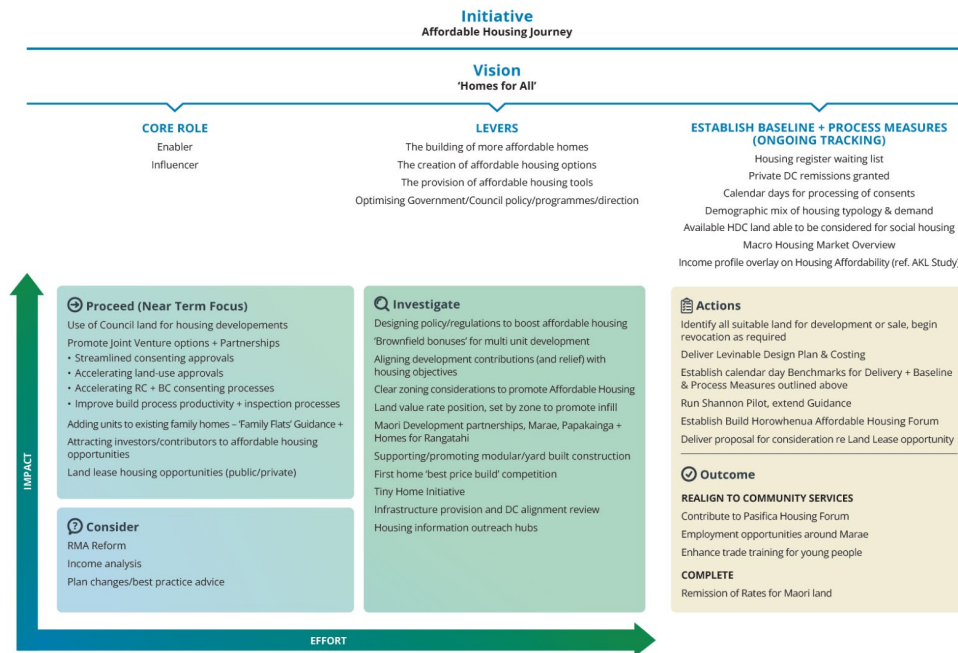 Initiative
Affordable Housing Journey
Vision
'Homes for All'
CORE ROLE
Enabler
Influencer
LEVERS
The building of more affordable homes
The creation of affordable housing options
The provision of affordable housing tools
Optimising Government/Council policy/programmes/direction
ESTABLISH BASELINE + PROCESS MEASURES
(ONGOING TRACKING)
Housing register waiting list
Private DC remissions granted
Calendar days for processing of consents
Demographic mix of housing typology & demand
Available HDC land able to be considered for social housing
Macro Housing Market Overview
Income profile overlay on Housing Affordability (ref. AKL Study)
IMPACT
Proceed (Near Term Focus)
Use of Council land for housing developements
Promote Joint Venture options + Partnerships
• Streamlined consenting approvals
• Accelerating land-use approvals
• Accelerating RC + BC consenting processes
• Improve build process productivity + inspection processes
Adding units to existing family homes – 'Family Flats' Guidance +
Attracting investors/contributors to affordable housing
opportunities
Land lease housing opportunities (public/private)
Consider
RMA Reform
Income analysis
Plan changes/best practice advice
Investigate
Designing policy/regulations to boost affordable housing
'Brownfield bonuses' for multi unit development
Aligning development contributions (and relief) with
housing objectives
Clear zoning considerations to promote Affordable Housing
Land value rate position, set by zone to promote infill
Maori Development partnerships, Marae, Papakainga +
Homes for Rangatahi
Supporting/promoting modular/yard built construction
First home 'best price build' competition
Tiny Home Initiative
Infrastructure provision and DC alignment review
Housing information outreach hubs
Actions
Identify all suitable land for development or sale, begin
revocation as required
Deliver Levinable Design Plan & Costing
Establish calendar day Benchmarks for Delivery + Baseline
& Process Measures outlined above
Run Shannon Pilot, extend Guidance
Establish Build Horowhenua Affordable Housing Forum
Deliver proposal for consideration re Land Lease opportunity
Outcome
REALIGN TO COMMUNITY SERVICES
Contribute to Pasifica Housing Forum
Employment opportunities around Marae
Enhance trade training for young people
COMPLETE
Remission of Rates for Maori land
EFFORT